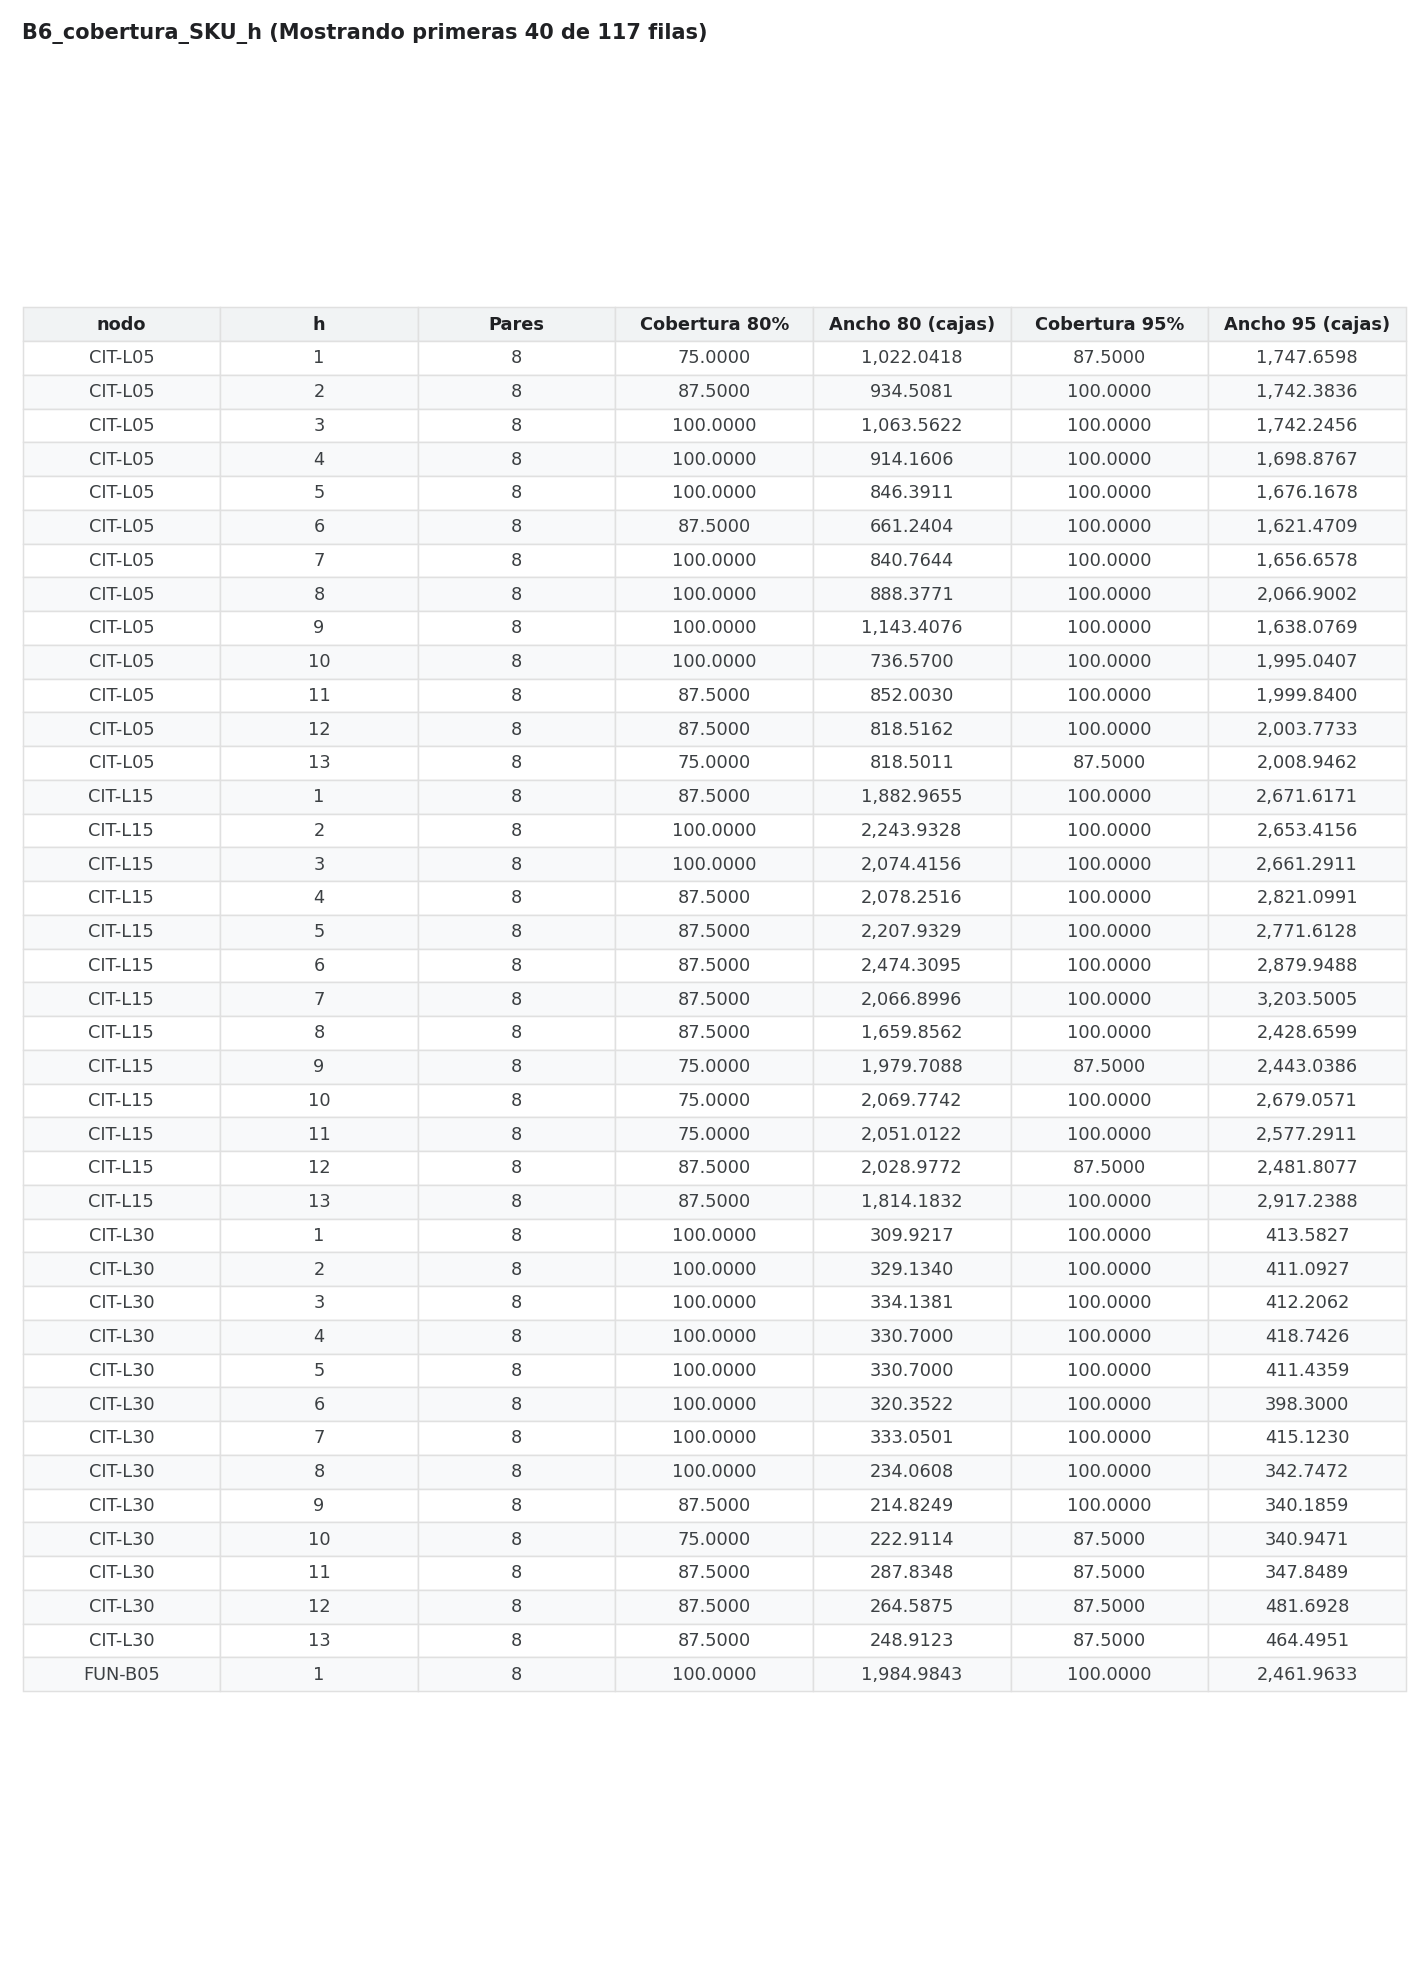 B6_cobertura_SKU_h (Mostrando primeras 40 de 117 filas)
nodo h Pares Cobertura 80% Ancho 80 (cajas) Cobertura 95% Ancho 95 (cajas)
CIT-L05 1 8 75.0000 1,022.0418 87.5000 1,747.6598
CIT-L05 2 8 87.5000 934.5081 100.0000 1,742.3836
CIT-L05 3 8 100.0000 1,063.5622 100.0000 1,742.2456
CIT-L05 4 8 100.0000 914.1606 100.0000 1,698.8767
CIT-L05 5 8 100.0000 846.3911 100.0000 1,676.1678
CIT-L05 6 8 87.5000 661.2404 100.0000 1,621.4709
CIT-L05 7 8 100.0000 840.7644 100.0000 1,656.6578
CIT-L05 8 8 100.0000 888.3771 100.0000 2,066.9002
CIT-L05 9 8 100.0000 1,143.4076 100.0000 1,638.0769
CIT-L05 10 8 100.0000 736.5700 100.0000 1,995.0407
CIT-L05 11 8 87.5000 852.0030 100.0000 1,999.8400
CIT-L05 12 8 87.5000 818.5162 100.0000 2,003.7733
CIT-L05 13 8 75.0000 818.5011 87.5000 2,008.9462
CIT-L15 1 8 87.5000 1,882.9655 100.0000 2,671.6171
CIT-L15 2 8 100.0000 2,243.9328 100.0000 2,653.4156
CIT-L15 3 8 100.0000 2,074.4156 100.0000 2,661.2911
CIT-L15 4 8 87.5000 2,078.2516 100.0000 2,821.0991
CIT-L15 5 8 87.5000 2,207.9329 100.0000 2,771.6128
CIT-L15 6 8 87.5000 2,474.3095 100.0000 2,879.9488
CIT-L15 7 8 87.5000 2,066.8996 100.0000 3,203.5005
CIT-L15 8 8 87.5000 1,659.8562 100.0000 2,428.6599
CIT-L15 9 8 75.0000 1,979.7088 87.5000 2,443.0386
CIT-L15 10 8 75.0000 2,069.7742 100.0000 2,679.0571
CIT-L15 11 8 75.0000 2,051.0122 100.0000 2,577.2911
CIT-L15 12 8 87.5000 2,028.9772 87.5000 2,481.8077
CIT-L15 13 8 87.5000 1,814.1832 100.0000 2,917.2388
CIT-L30 1 8 100.0000 309.9217 100.0000 413.5827
CIT-L30 2 8 100.0000 329.1340 100.0000 411.0927
CIT-L30 3 8 100.0000 334.1381 100.0000 412.2062
CIT-L30 4 8 100.0000 330.7000 100.0000 418.7426
CIT-L30 5 8 100.0000 330.7000 100.0000 411.4359
CIT-L30 6 8 100.0000 320.3522 100.0000 398.3000
CIT-L30 7 8 100.0000 333.0501 100.0000 415.1230
CIT-L30 8 8 100.0000 234.0608 100.0000 342.7472
CIT-L30 9 8 87.5000 214.8249 100.0000 340.1859
CIT-L30 10 8 75.0000 222.9114 87.5000 340.9471
CIT-L30 11 8 87.5000 287.8348 87.5000 347.8489
CIT-L30 12 8 87.5000 264.5875 87.5000 481.6928
CIT-L30 13 8 87.5000 248.9123 87.5000 464.4951
FUN-B05 1 8 100.0000 1,984.9843 100.0000 2,461.9633